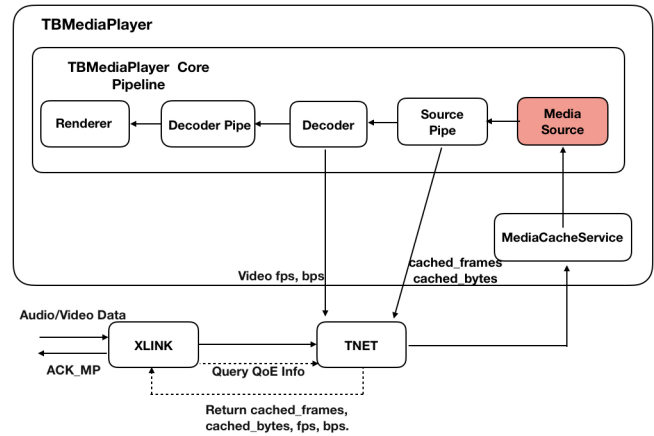 TBMediaPlayer
TBMediaPlayer Core
Pipeline
Renderer
Decoder Pipe
Decoder
Source
Pipe
Media
Source
MediaCacheService
Video fps, bps
cached_frames
cached_bytes
Audio/Video Data
XLINK
TNET
ACK_MP
Query QoE Info
Return cached_frames,
cached_bytes, fps, bps.